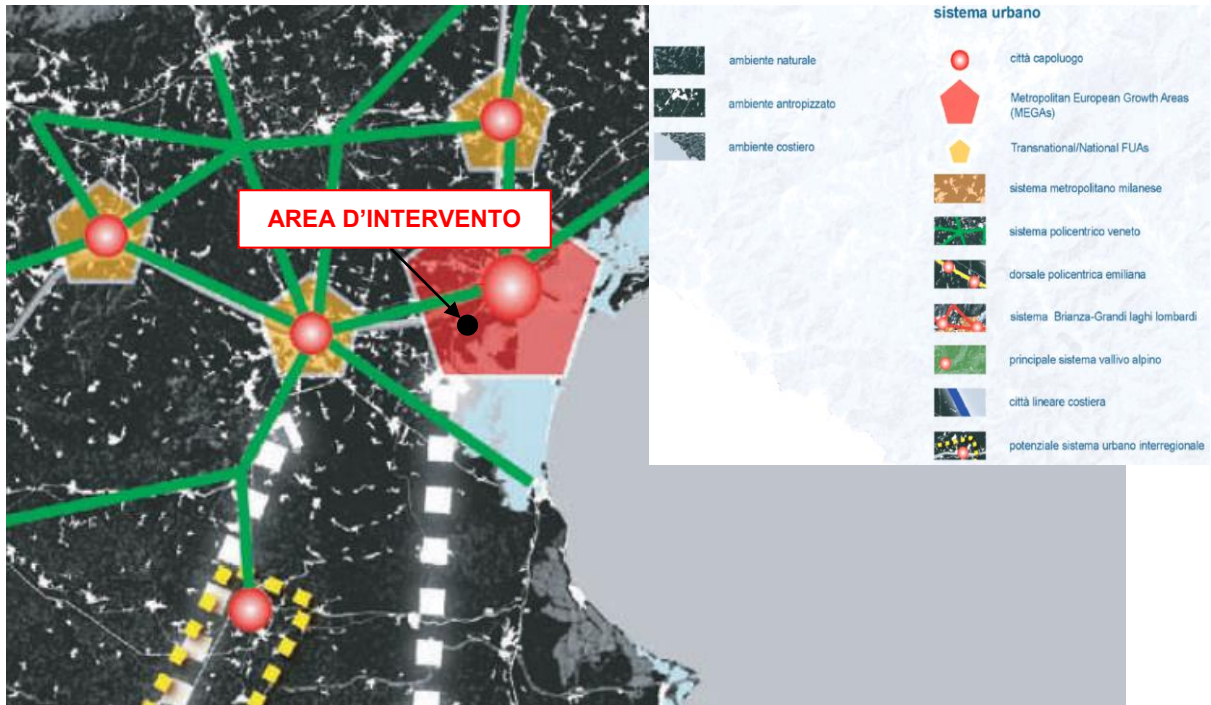 AREA D'INTERVENTO
ambiente naturale
ambiente antropizzato
ambiente costiero
sistema urbano
città capoluogo
Metropolitan European Growth Areas
(MEGAs)
Transnational/National FUAs
sistema metropolitano milanese
sistema policentrico veneto
dorsale policentrica emiliana
sistema Brianza-Grandi laghi lombardi
principale sistema vallivo alpino
città lineare costiera
potenziale sistema urbano interregionale